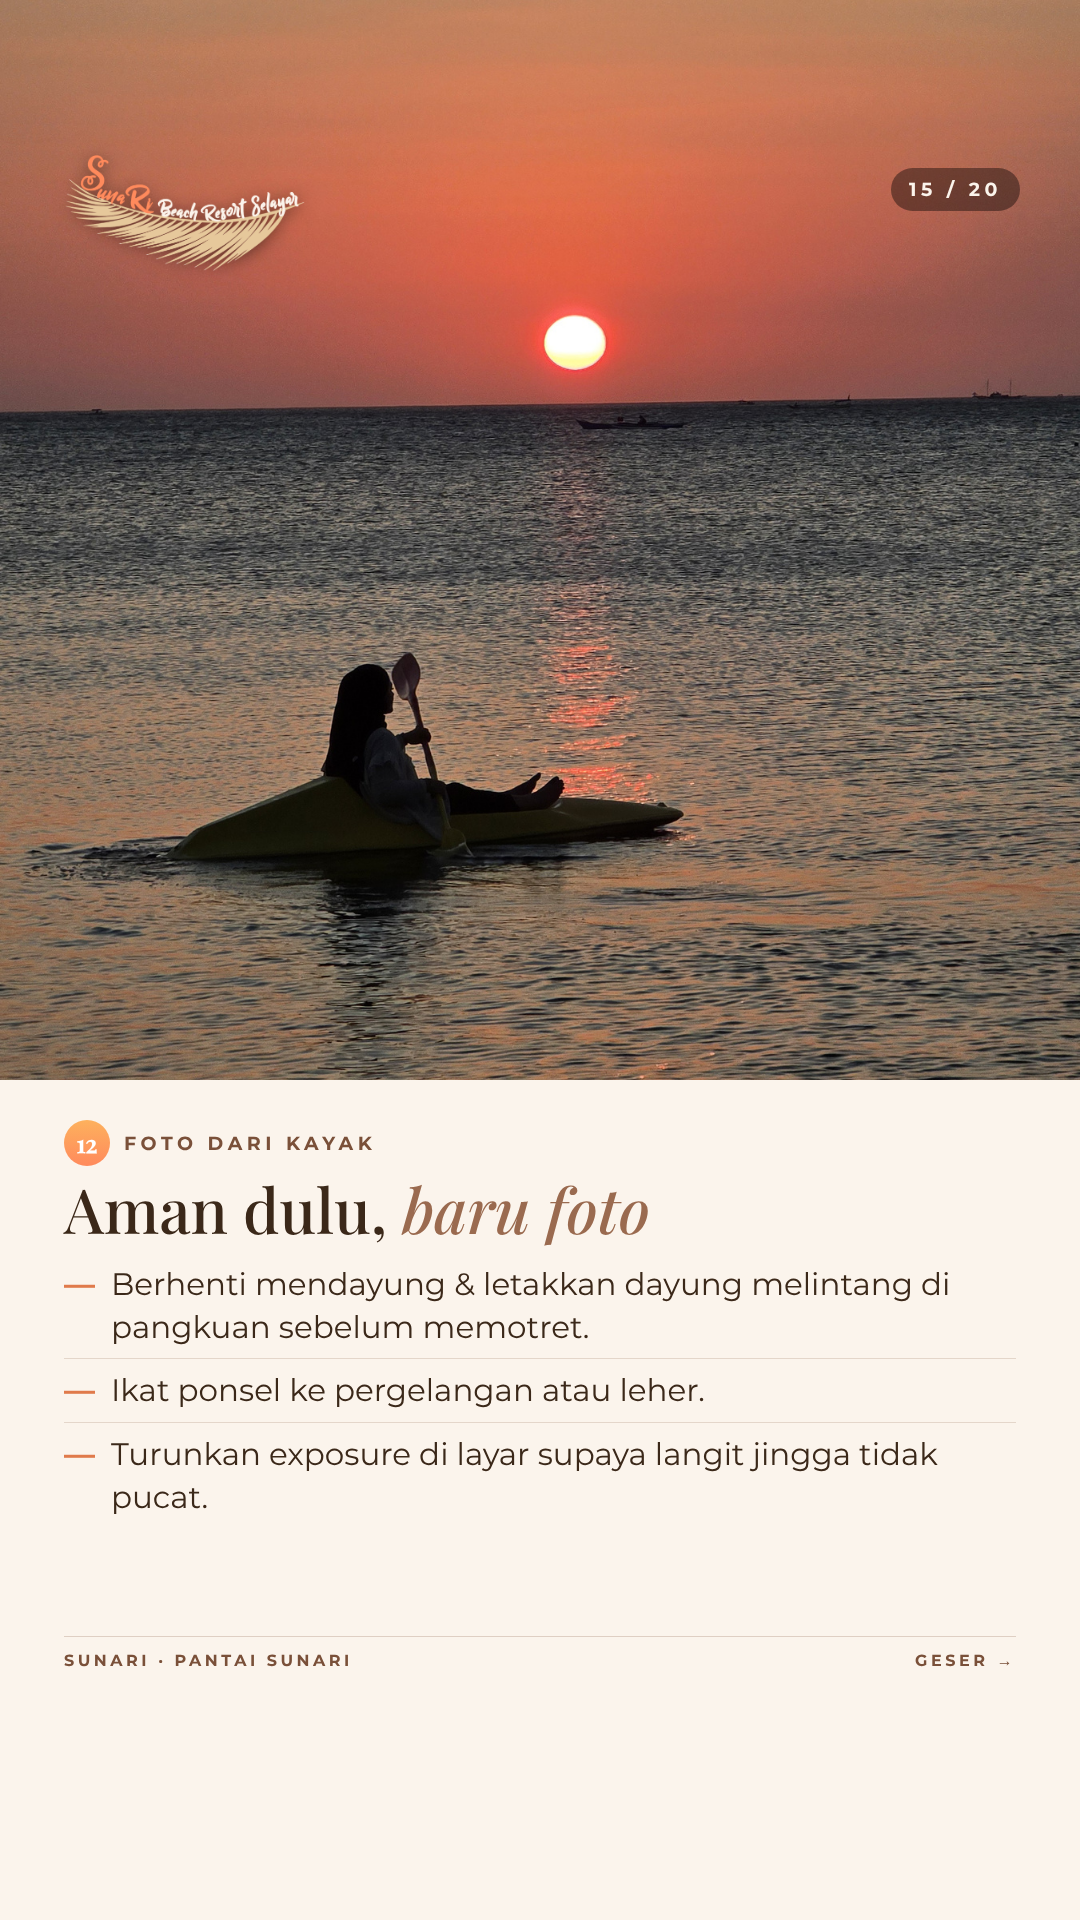 SunaRi Beach Resort Selayar
15 / 20
12 FOTO DARI KAYAK
Aman dulu, baru foto
— Berhenti mendayung & letakkan dayung melintang di
pangkuan sebelum memotret.
— Ikat ponsel ke pergelangan atau leher.
— Turunkan exposure di layar supaya langit jingga tidak
pucat.
SUNARI · PANTAI SUNARI
GESER →